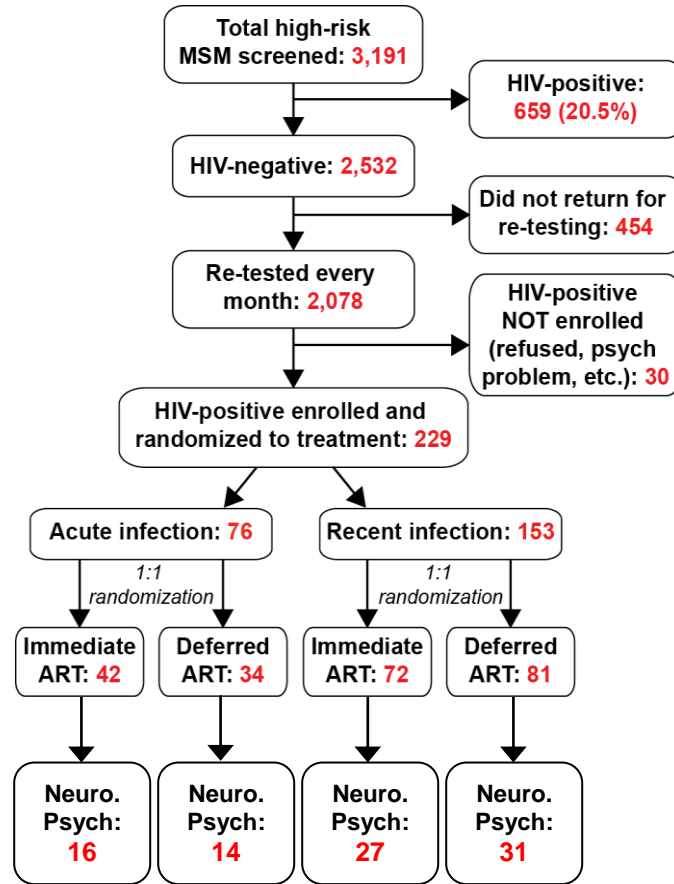 Total high-risk
MSM screened: 3,191
HIV-positive:
659 (20.5%)
HIV-negative: 2,532
Did not return for
re-testing: 454
Re-tested every
month: 2,078
HIV-positive
NOT enrolled
(refused, psych
problem, etc.): 30
HIV-positive enrolled and
randomized to treatment: 229
Acute infection: 76
Recent infection: 153
1:1
randomization
1:1
randomization
Immediate
ART: 42
Deferred
ART: 34
Immediate
ART: 72
Deferred
ART: 81
Neuro.
Psych:
16
Neuro.
Psych:
14
Neuro.
Psych:
27
Neuro.
Psych:
31